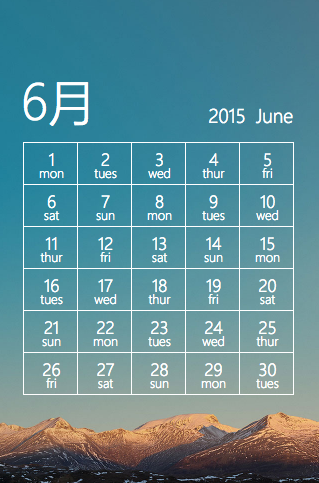 6月
2015 June
1 2 3 4 5
mon tues wed thur fri
6 7 8 9 10
sat sun mon tues wed
11 12 13 14 15
thur fri sat sun mon
16 17 18 19 20
tues wed thur fri sat
21 22 23 24 25
sun mon tues wed thur
26 27 28 29 30
fri sat sun mon tues